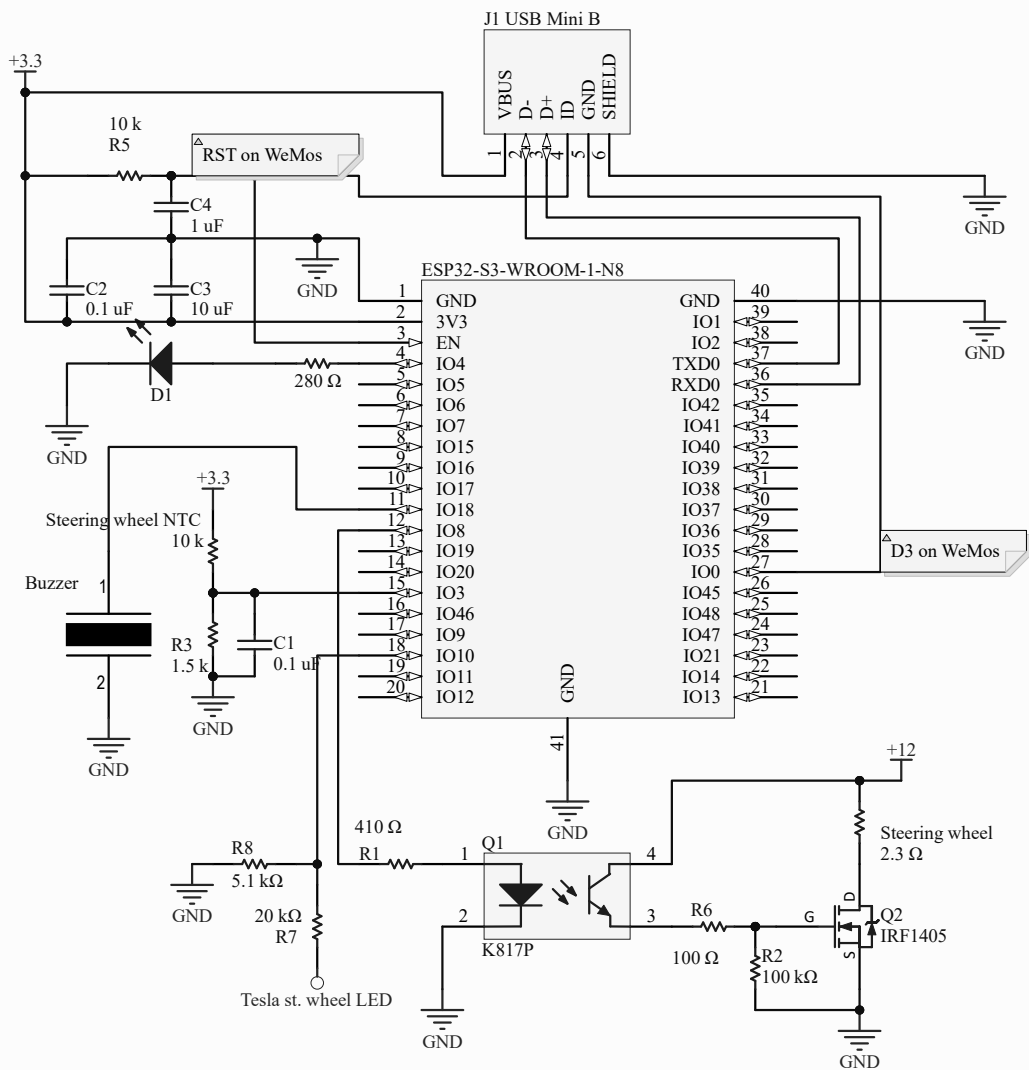 J1 USB Mini B
+3.3
VBUS
D-
D+
ID
GND
SHIELD
1
2
3
4
5
6
10 k
R5
RST on WeMos
C4
1 uF
GND
GND
C2
0.1 uF
C3
10 uF
ESP32-S3-WROOM-1-N8
1 GND
2 3V3
3 EN
4 IO4
5 IO5
6 IO6
7 IO7
8 IO15
9 IO16
10 IO17
11 IO18
12 IO8
13 IO19
14 IO20
15 IO3
16 IO46
17 IO9
18 IO10
19 IO11
20 IO12
GND 40
IO1 39
IO2 38
TXD0 37
RXD0 36
IO42 35
IO41 34
IO40 33
IO39 32
IO38 31
IO37 30
IO36 29
IO35 28
IO0 27
IO45 26
IO48 25
IO47 24
IO21 23
IO14 22
IO13 21
GND
41
GND
GND
D1
280 Ω
GND
+3.3
Steering wheel NTC
10 k
Buzzer
1
2
GND
R3
1.5 k
C1
0.1 uF
GND
D3 on WeMos
+12
Steering wheel
2.3 Ω
410 Ω
R1
Q1
1
2
4
3
K817P
GND
R8
5.1 kΩ
GND
20 kΩ
R7
Tesla st. wheel LED
R6
100 Ω
R2
100 kΩ
G
D
S
Q2
IRF1405
GND